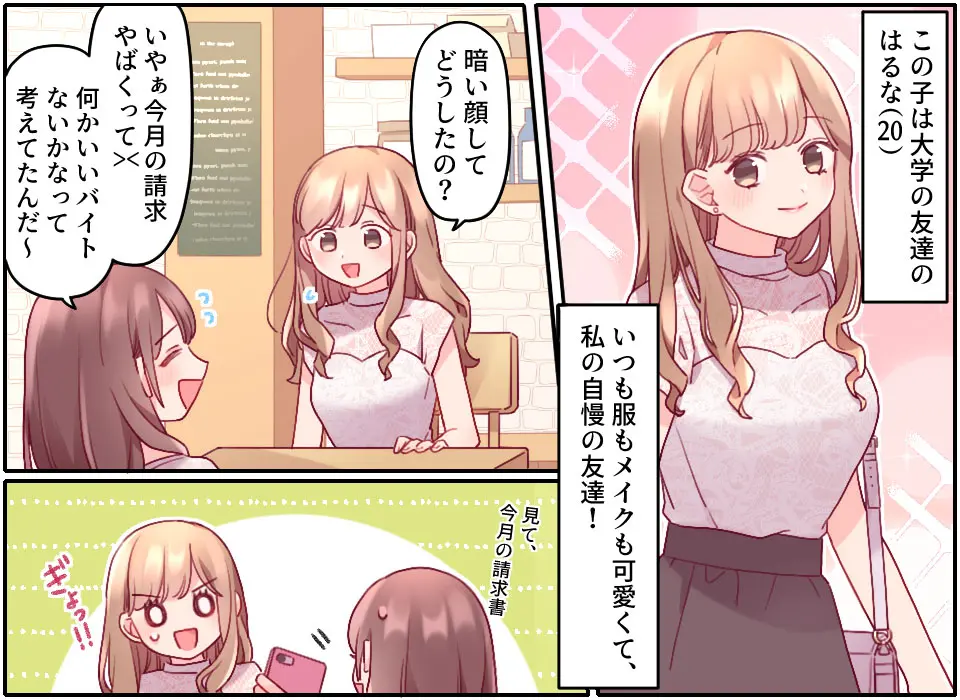 この子は大学の友達の
はるな(20)
いつも服もメイクも可愛くて、
私の自慢の友達！
暗い顔して
どうしたの？
いやぁ今月の請求
やばくって><
何かいいバイト
ないかなって
考えてたんだ〜
見て、
今月の請求書
ぎょっ!!